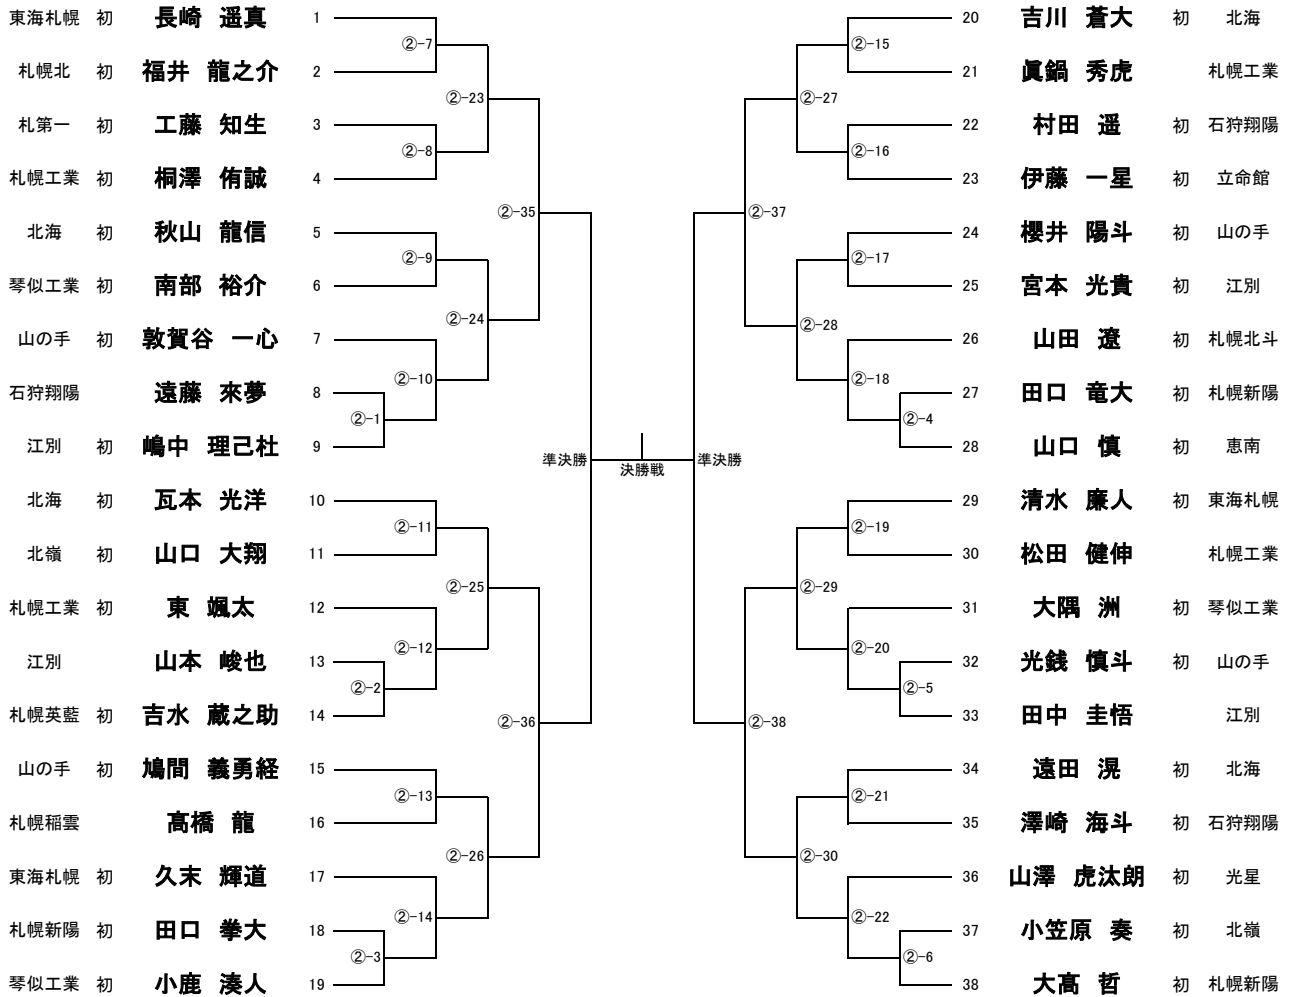 東海札幌 初 長崎 遥真 1
②-7
札幌北 初 福井 龍之介 2
②-23
札第一 初 工藤 知生 3
②-8
札幌工業 初 桐澤 侑誠 4
②-35
北海 初 秋山 龍信 5
②-9
琴似工業 初 南部 裕介 6
②-24
山の手 初 敦賀谷 一心 7
②-10
石狩翔陽 遠藤 來夢 8
②-1
江別 初 嶋中 理己杜 9
準決勝
北海 初 瓦本 光洋 10
②-11
北嶺 初 山口 大翔 11
②-25
札幌工業 初 東 颯太 12
②-12
江別 山本 峻也 13
②-2
札幌英藍 初 吉水 蔵之助 14
②-36
山の手 初 鳩間 義勇経 15
②-13
札幌稲雲 髙橋 龍 16
②-26
東海札幌 初 久末 輝道 17
②-14
札幌新陽 初 田口 拳大 18
②-3
琴似工業 初 小鹿 湊人 19
決勝戦
20 吉川 蒼大 初 北海
②-15
21 眞鍋 秀虎 札幌工業
②-27
22 村田 遥 初 石狩翔陽
②-16
23 伊藤 一星 初 立命館
②-37
24 櫻井 陽斗 初 山の手
②-17
25 宮本 光貴 初 江別
②-28
26 山田 遼 初 札幌北斗
②-18
27 田口 竜大 初 札幌新陽
②-4
28 山口 慎 初 恵南
準決勝
29 清水 廉人 初 東海札幌
②-19
30 松田 健伸 札幌工業
②-29
31 大隅 洲 初 琴似工業
②-20
32 光銭 慎斗 初 山の手
②-5
33 田中 圭悟 江別
②-38
34 遠田 滉 初 北海
②-21
35 澤崎 海斗 初 石狩翔陽
②-30
36 山澤 虎汰朗 初 光星
②-22
37 小笠原 奏 初 北嶺
②-6
38 大髙 哲 初 札幌新陽